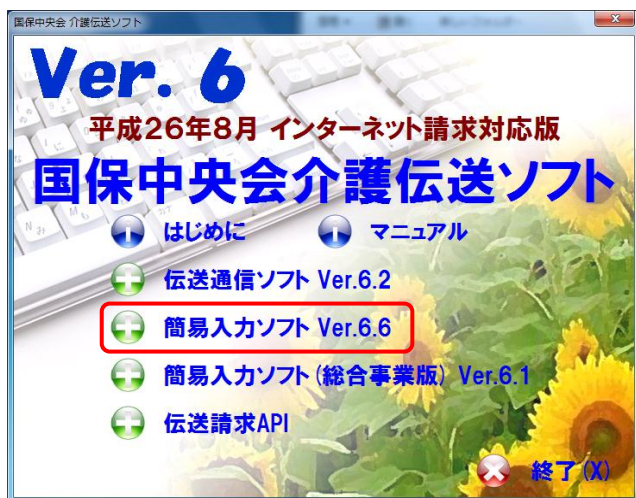 国保中央会 介護伝送ソフト
Ver. 6
平成26年8月 インターネット請求対応版
国保中央会介護伝送ソフト
はじめに
マニュアル
伝送通信ソフト Ver.6.2
簡易入力ソフト Ver.6.6
簡易入力ソフト(総合事業版) Ver.6.1
伝送請求API
終了(X)